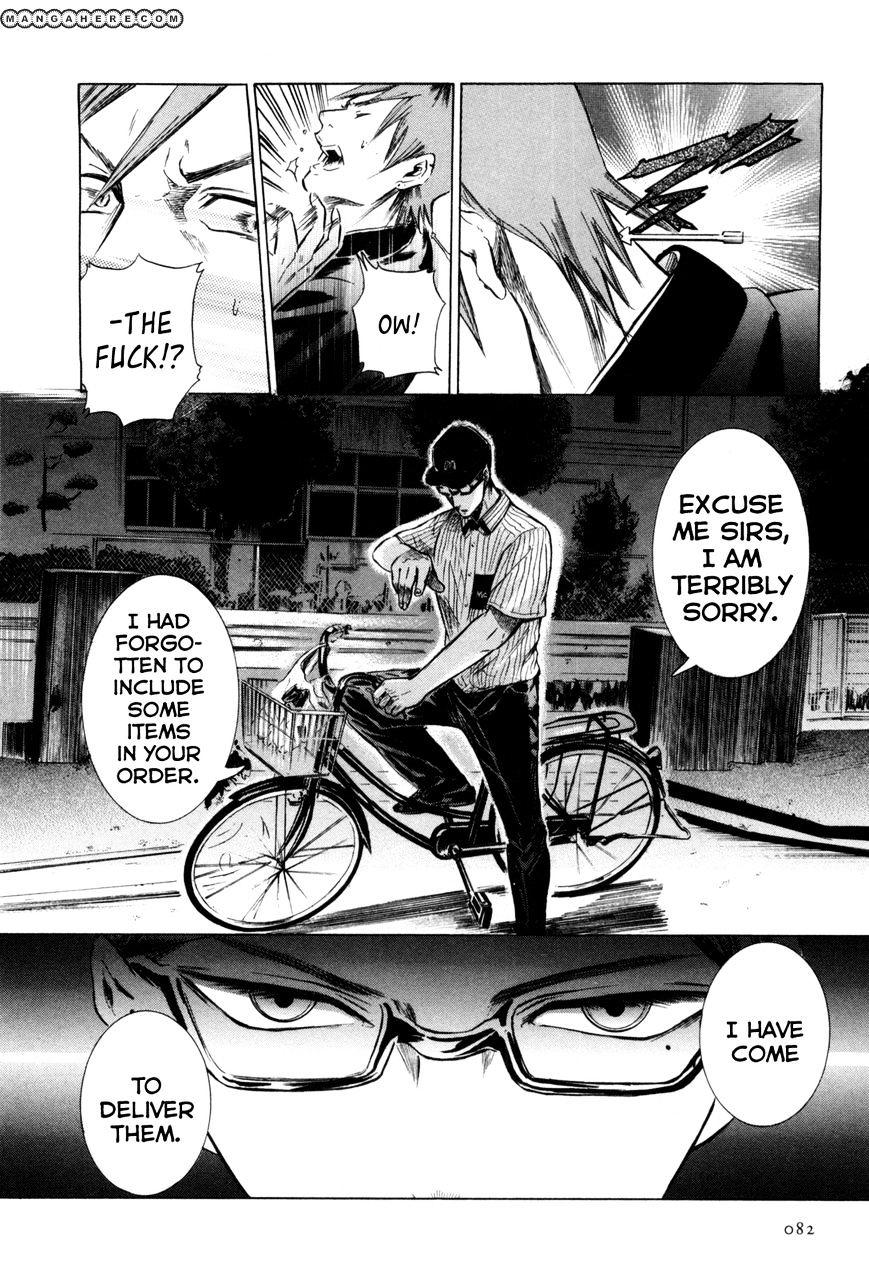 MANGAHERE.COM
OW!
-THE
FUCK!?
EXCUSE
ME SIRS,
I AM
TERRIBLY
SORRY.
M
I HAD
FORGO-
TTEN TO
INCLUDE
SOME
ITEMS
IN YOUR
ORDER.
I HAVE
COME
TO
DELIVER
THEM.
082